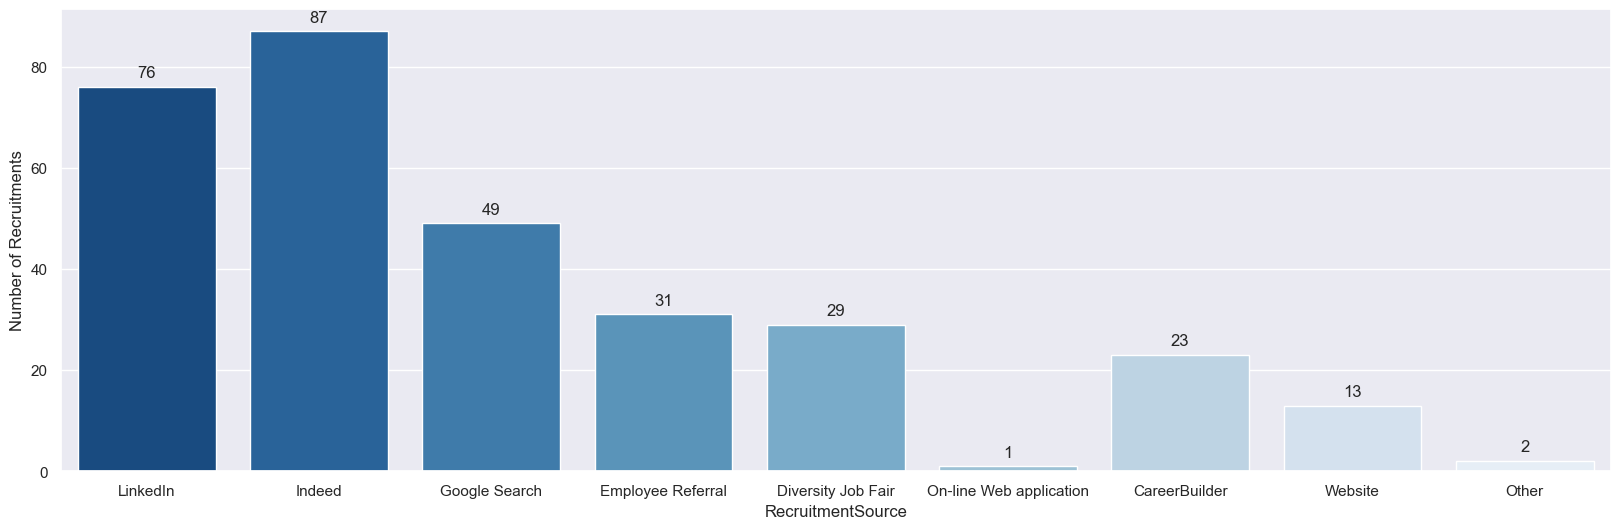 Number of Recruitments
80
60
40
20
0
76
87
49
31
29
1
23
13
2
LinkedIn
Indeed
Google Search
Employee Referral
Diversity Job Fair
On-line Web application
CareerBuilder
Website
Other
RecruitmentSource